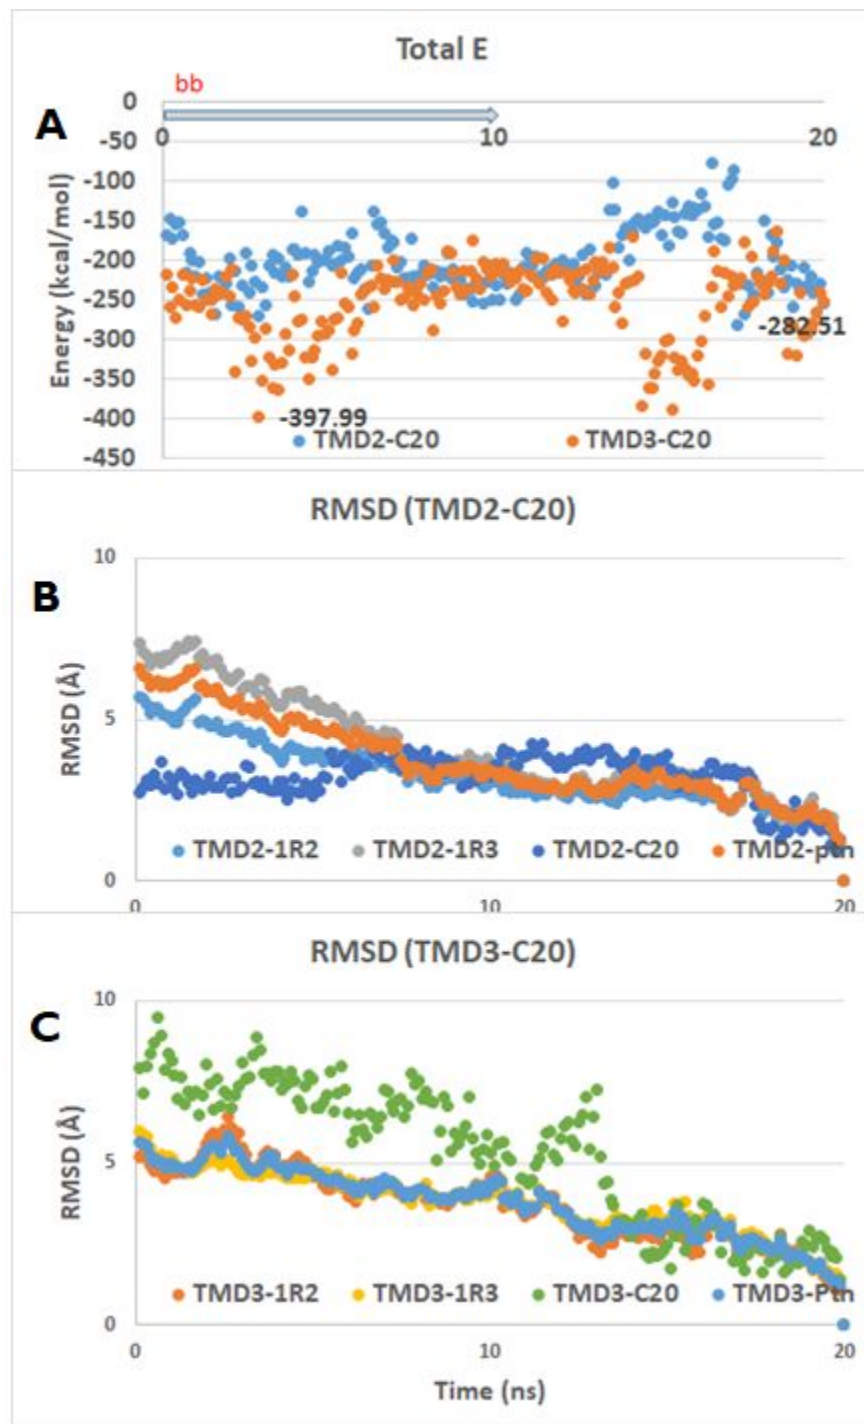 Total E
bb
A
0
0
10
20
-50
-100
-150
-200
-250
-300
-350
-400
-450
Energy (kcal/mol)
-282.51
-397.99
TMD2-C20
TMD3-C20
RMSD (TMD2-C20)
B
10
5
0
RMSD (Å)
TMD2-1R2
TMD2-1R3
TMD2-C20
TMD2-ptn
0
10
20
RMSD (TMD3-C20)
C
10
5
0
RMSD (Å)
TMD3-1R2
TMD3-1R3
TMD3-C20
TMD3-Ptn
0
10
20
Time (ns)